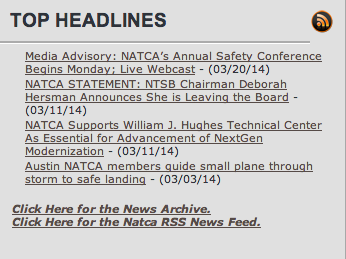 TOP HEADLINES
Media Advisory: NATCA's Annual Safety Conference
Begins Monday; Live Webcast - (03/20/14)
NATCA STATEMENT: NTSB Chairman Deborah
Hersman Announces She is Leaving the Board -
(03/11/14)
NATCA Supports William J. Hughes Technical Center
As Essential for Advancement of NextGen
Modernization - (03/11/14)
Austin NATCA members guide small plane through
storm to safe landing - (03/03/14)
Click Here for the News Archive.
Click Here for the Natca RSS News Feed.